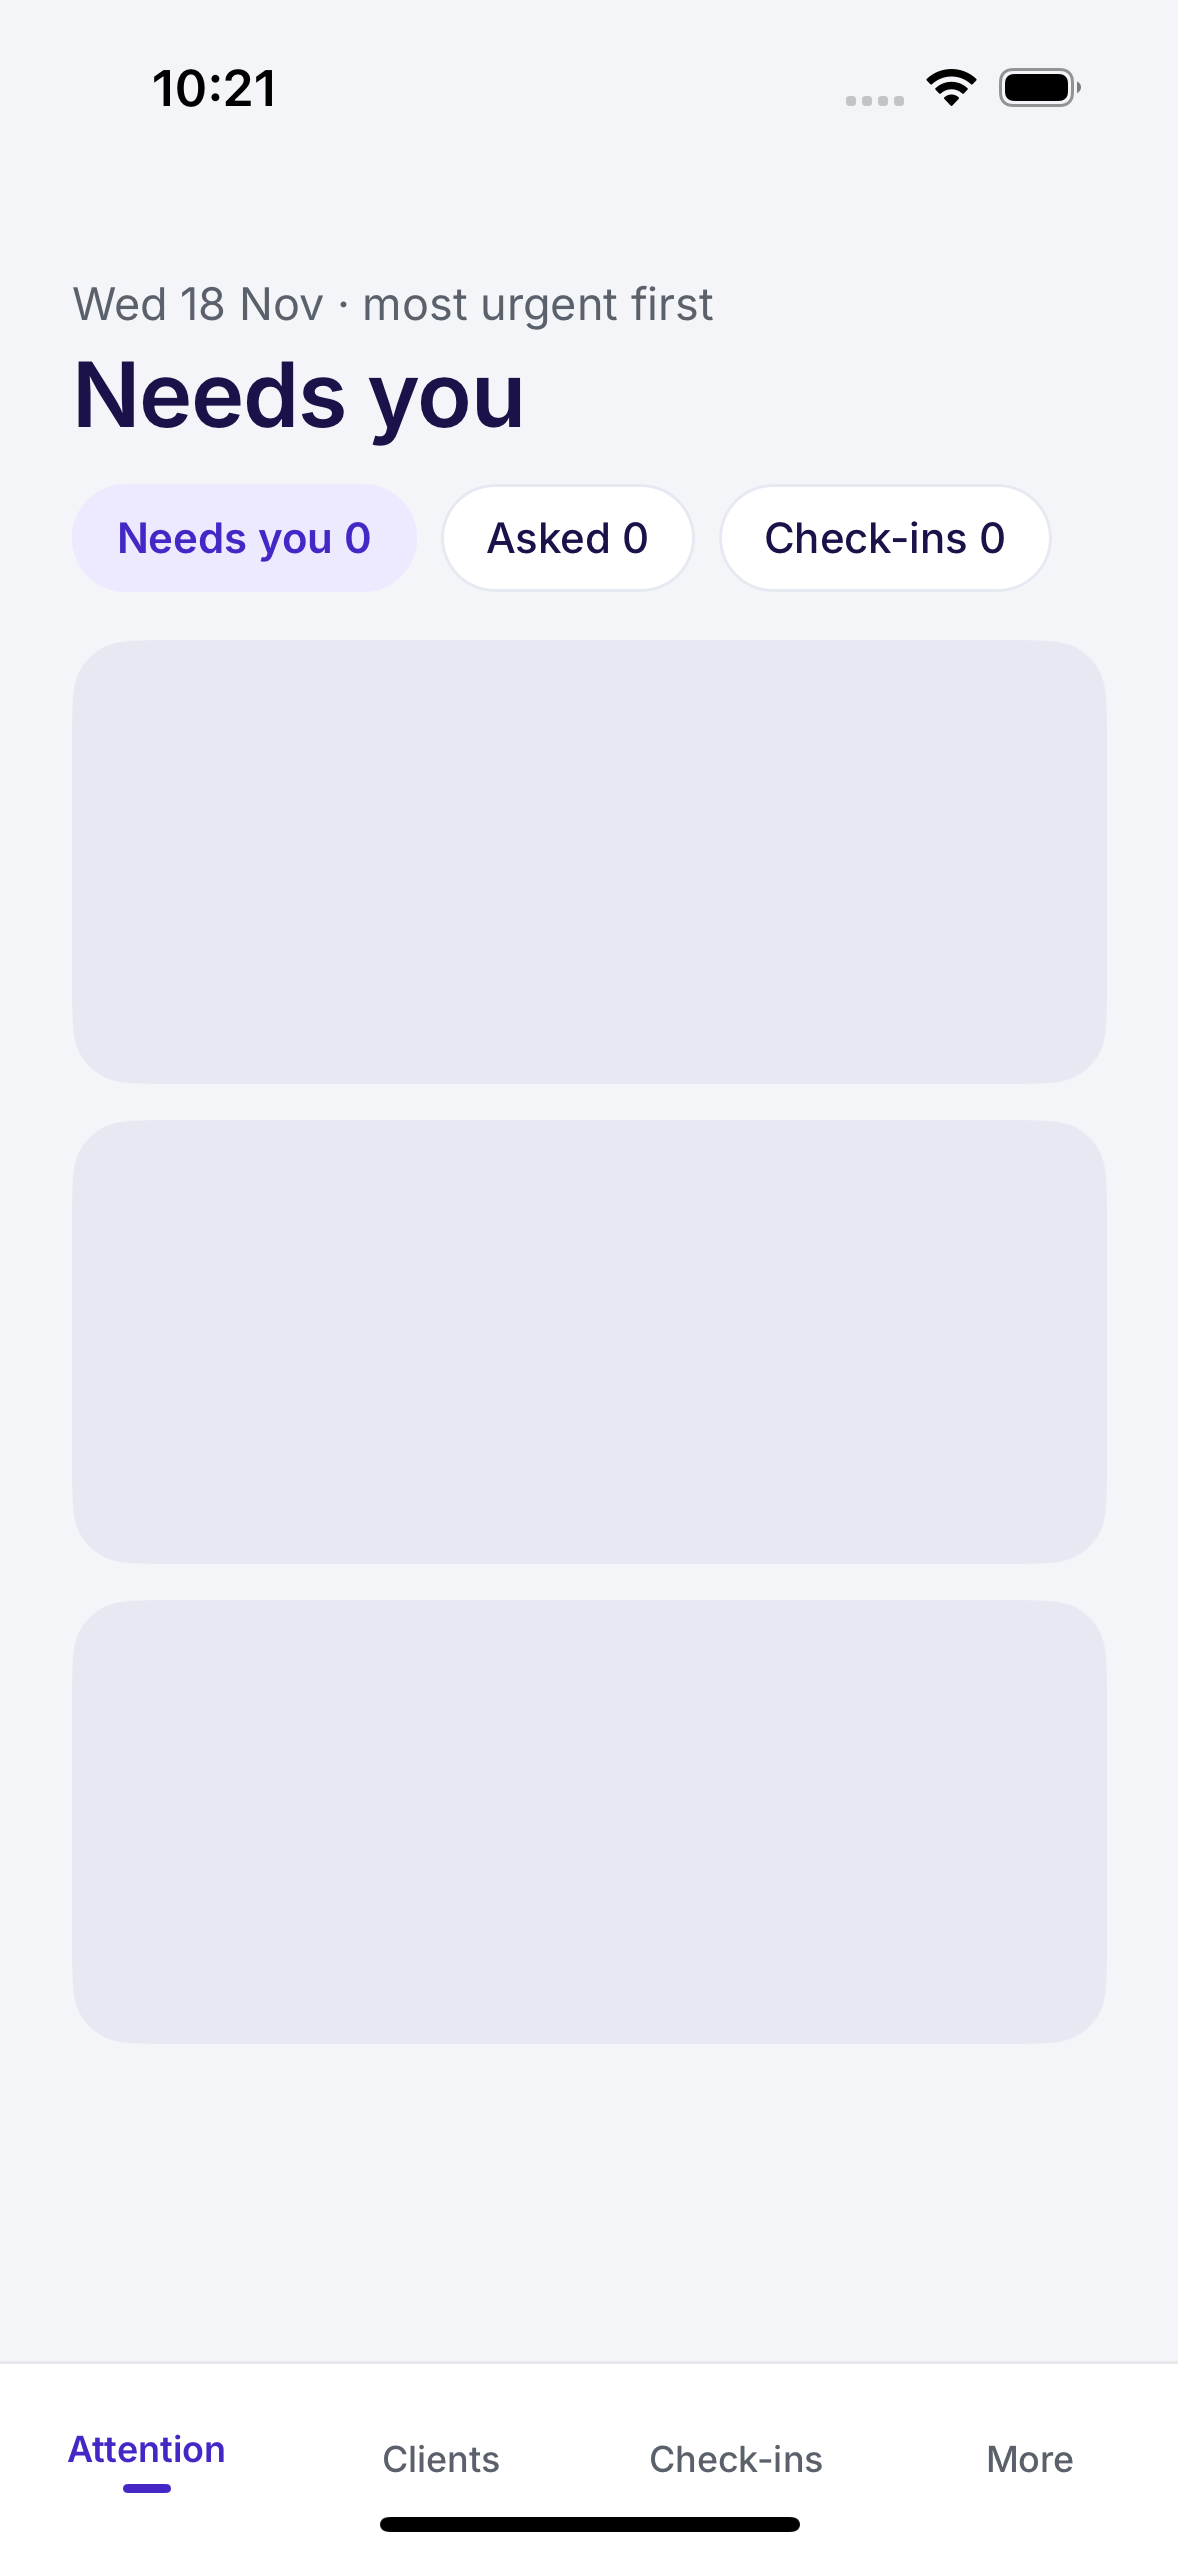 10:21
Wed 18 Nov · most urgent first
Needs you
Needs you 0
Asked 0
Check-ins 0
Attention
Clients
Check-ins
More